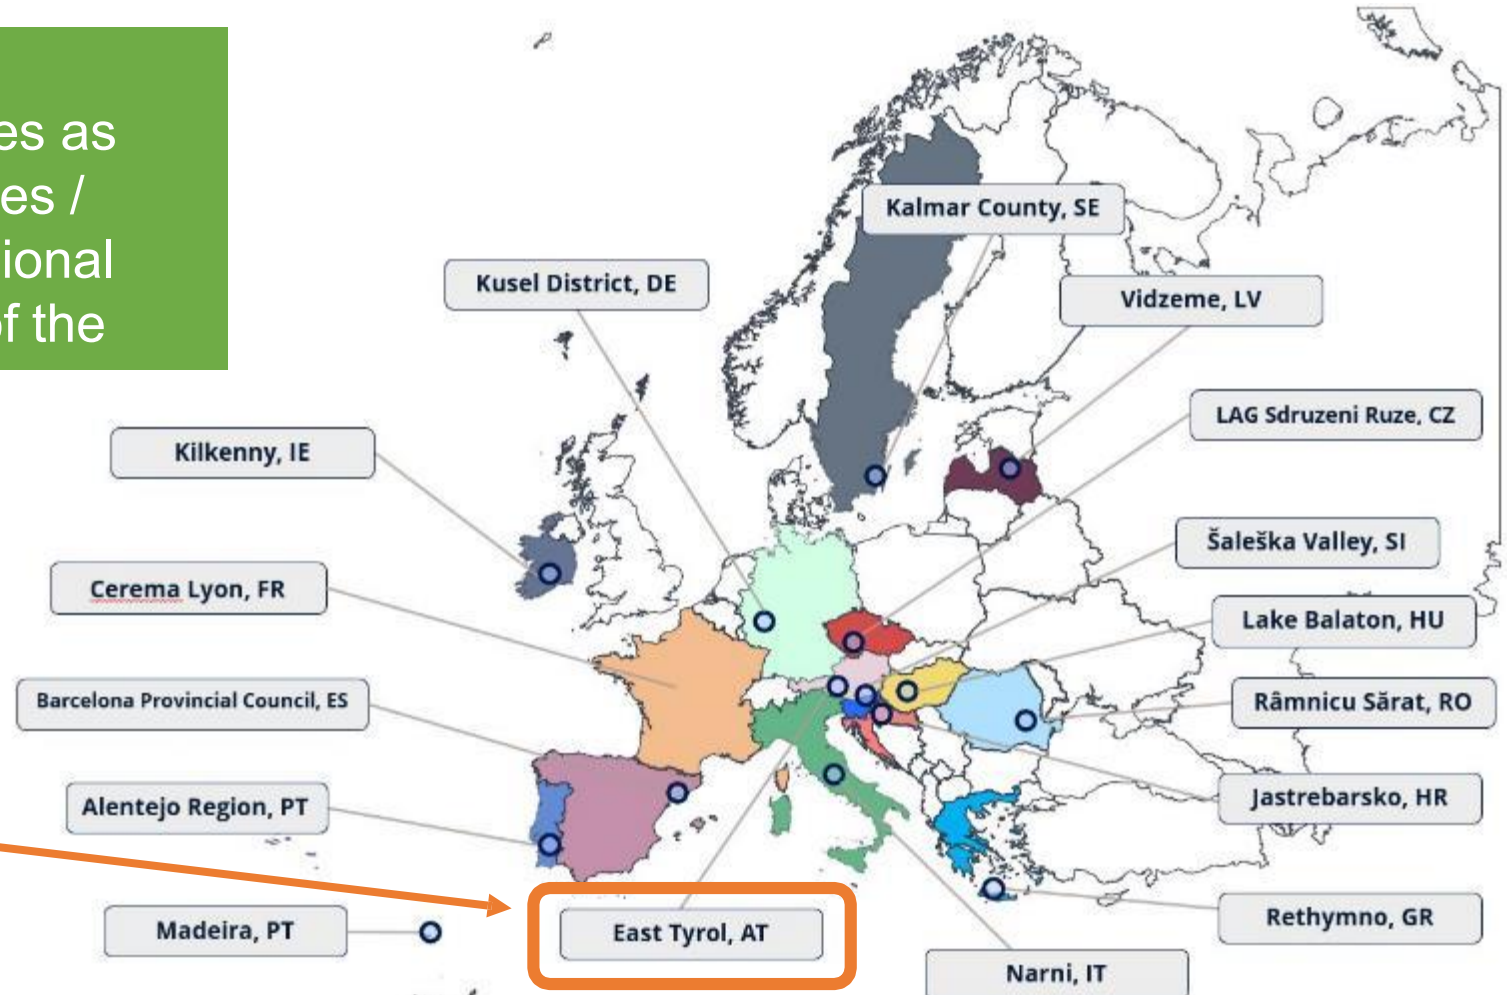 es as
es /
ional
of the
Kalmar County, SE
Kusel District, DE
Vidzeme, LV
LAG Sdruzeni Ruze, CZ
Kilkenny, IE
Šaleška Valley, SI
Cerema Lyon, FR
Lake Balaton, HU
Barcelona Provincial Council, ES
Râmnicu Sărat, RO
Alentejo Region, PT
Jastrebarsko, HR
Madeira, PT
East Tyrol, AT
Rethymno, GR
Narni, IT